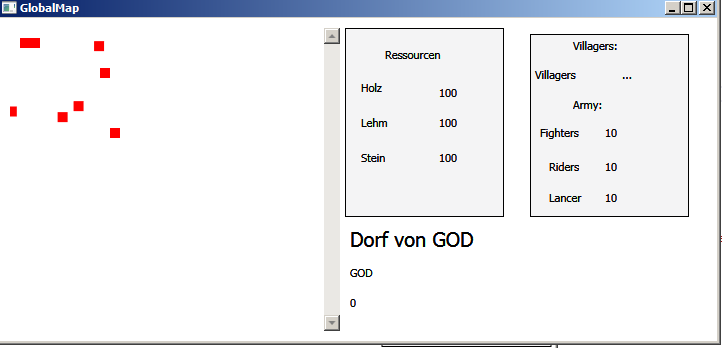 GlobalMap
Ressourcen
Holz 100
Lehm 100
Stein 100
Villagers:
Villagers ...
Army:
Fighters 10
Riders 10
Lancer 10
Dorf von GOD
GOD
0